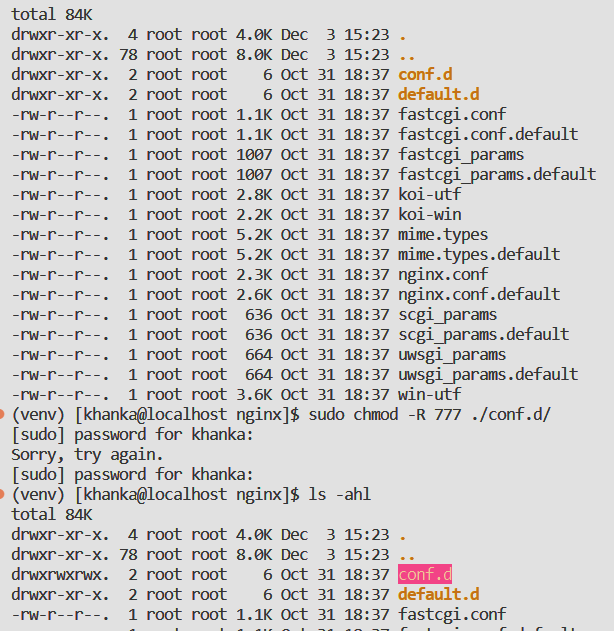 total 84K
drwxr-xr-x.  4 root root 4.0K Dec  3 15:23 .
drwxr-xr-x. 78 root root 8.0K Dec  3 15:23 ..
drwxr-xr-x.  2 root root    6 Oct 31 18:37 conf.d
drwxr-xr-x.  2 root root    6 Oct 31 18:37 default.d
-rw-r--r--.  1 root root 1.1K Oct 31 18:37 fastcgi.conf
-rw-r--r--.  1 root root 1.1K Oct 31 18:37 fastcgi.conf.default
-rw-r--r--.  1 root root 1007 Oct 31 18:37 fastcgi_params
-rw-r--r--.  1 root root 1007 Oct 31 18:37 fastcgi_params.default
-rw-r--r--.  1 root root 2.8K Oct 31 18:37 koi-utf
-rw-r--r--.  1 root root 2.2K Oct 31 18:37 koi-win
-rw-r--r--.  1 root root 5.2K Oct 31 18:37 mime.types
-rw-r--r--.  1 root root 5.2K Oct 31 18:37 mime.types.default
-rw-r--r--.  1 root root 2.3K Oct 31 18:37 nginx.conf
-rw-r--r--.  1 root root 2.6K Oct 31 18:37 nginx.conf.default
-rw-r--r--.  1 root root  636 Oct 31 18:37 scgi_params
-rw-r--r--.  1 root root  636 Oct 31 18:37 scgi_params.default
-rw-r--r--.  1 root root  664 Oct 31 18:37 uwsgi_params
-rw-r--r--.  1 root root  664 Oct 31 18:37 uwsgi_params.default
-rw-r--r--.  1 root root 3.6K Oct 31 18:37 win-utf
(venv) [khanka@localhost nginx]$ sudo chmod -R 777 ./conf.d/
[sudo] password for khanka:
Sorry, try again.
[sudo] password for khanka:
(venv) [khanka@localhost nginx]$ ls -ahl
total 84K
drwxr-xr-x.  4 root root 4.0K Dec  3 15:23 .
drwxr-xr-x. 78 root root 8.0K Dec  3 15:23 ..
drwxrwxrwx.  2 root root    6 Oct 31 18:37 conf.d
drwxr-xr-x.  2 root root    6 Oct 31 18:37 default.d
-rw-r--r--.  1 root root 1.1K Oct 31 18:37 fastcgi.conf